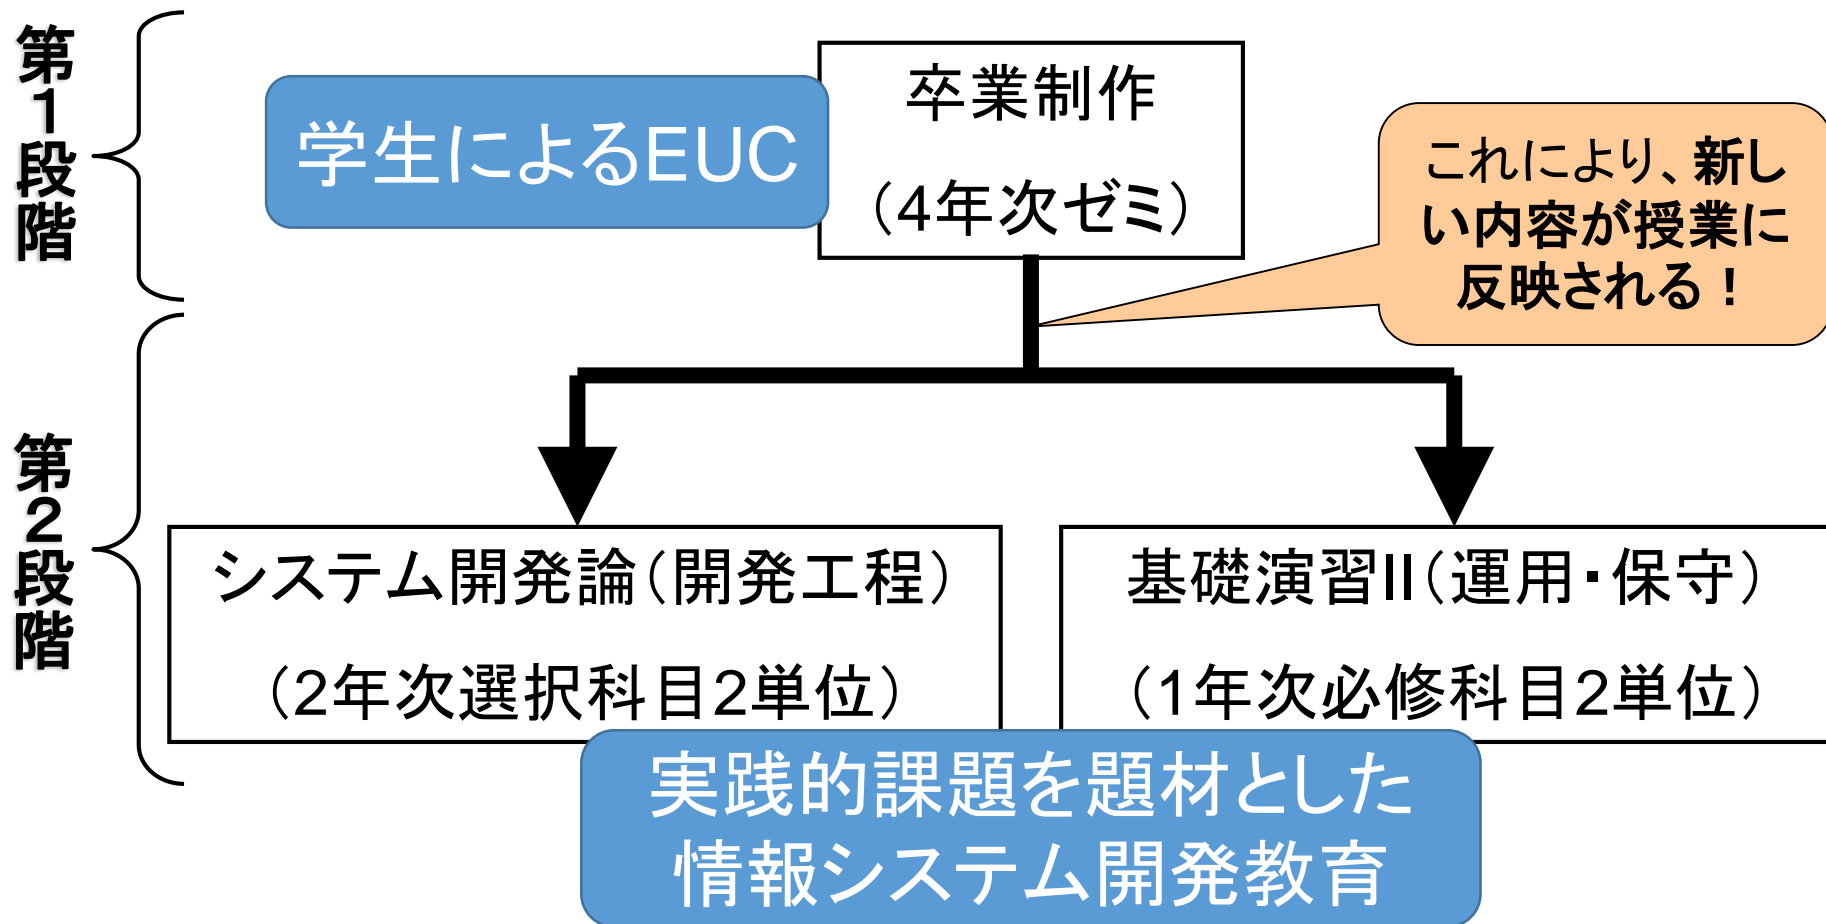 第1段階
学生によるEUC
卒業制作
（4年次ゼミ）
これにより、新し
い内容が授業に
反映される！
第2段階
システム開発論（開発工程）
（2年次選択科目2単位）
基礎演習II（運用・保守）
（1年次必修科目2単位）
実践的課題を題材とした
情報システム開発教育